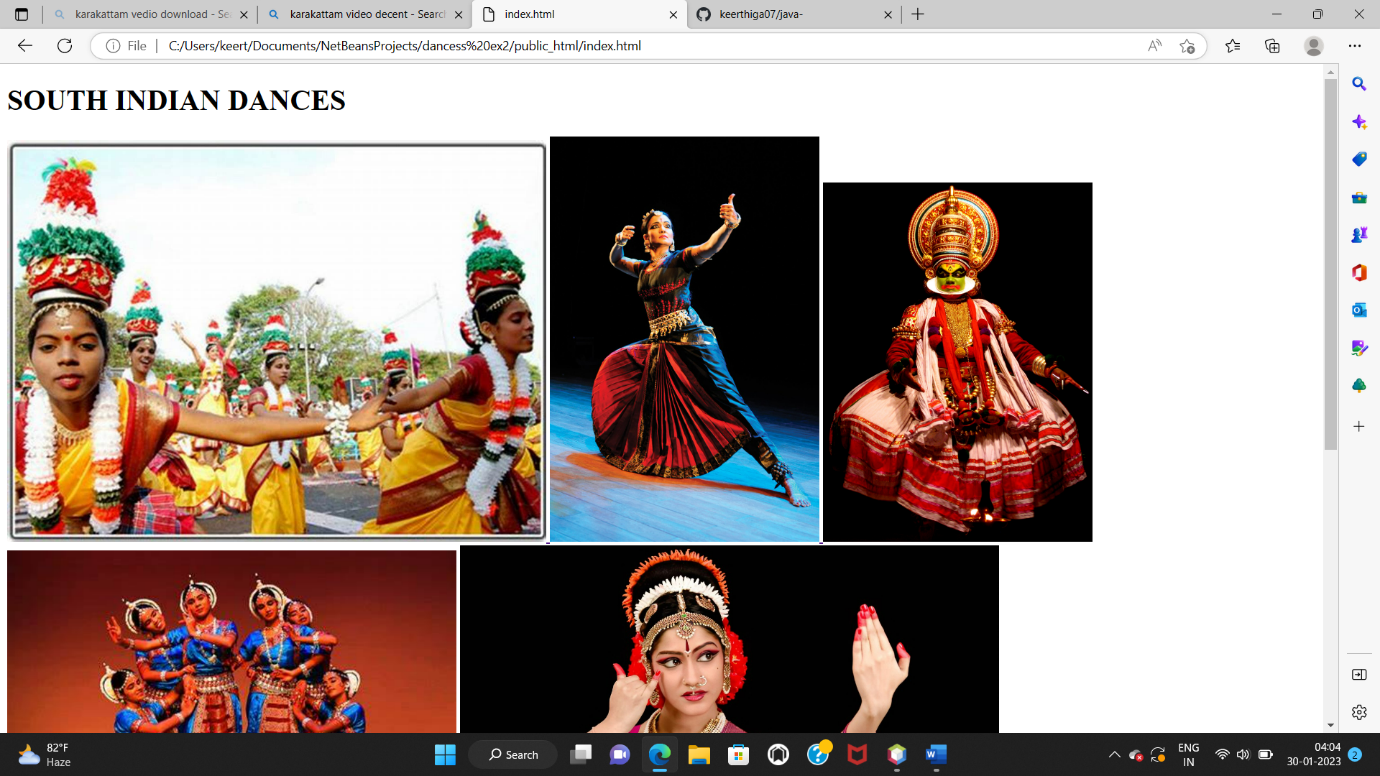 karakattam vedio download - Se
karakattam video decent - Searc
index.html
keerthiga07/java-
File
C:/Users/keert/Documents/NetBeansProjects/dancess%20ex2/public_html/index.html
SOUTH INDIAN DANCES
82°F
Haze
Search
ENG
IN
04:04
30-01-2023
2